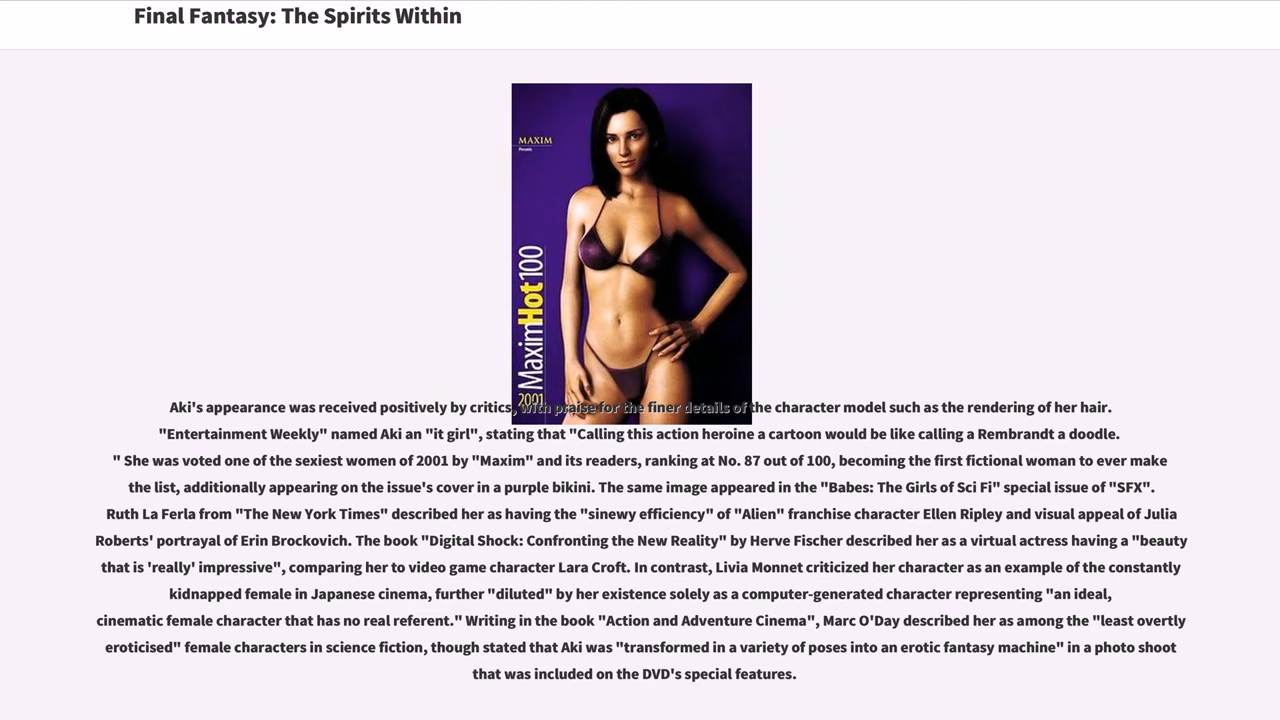 Final Fantasy: The Spirits Within
MAXIM
Presents
2001 MaximHot100
Aki's appearance was received positively by critics, with praise for the finer details of the character model such as the rendering of her hair.
"Entertainment Weekly" named Aki an "it girl", stating that "Calling this action heroine a cartoon would be like calling a Rembrandt a doodle.
" She was voted one of the sexiest women of 2001 by "Maxim" and its readers, ranking at No. 87 out of 100, becoming the first fictional woman to ever make
the list, additionally appearing on the issue's cover in a purple bikini. The same image appeared in the "Babes: The Girls of Sci Fi" special issue of "SFX".
Ruth La Ferla from "The New York Times" described her as having the "sinewy efficiency" of "Alien" franchise character Ellen Ripley and visual appeal of Julia
Roberts' portrayal of Erin Brockovich. The book "Digital Shock: Confronting the New Reality" by Herve Fischer described her as a virtual actress having a "beauty
that is 'really' impressive", comparing her to video game character Lara Croft. In contrast, Livia Monnet criticized her character as an example of the constantly
kidnapped female in Japanese cinema, further "diluted" by her existence solely as a computer-generated character representing "an ideal,
cinematic female character that has no real referent." Writing in the book "Action and Adventure Cinema", Marc O'Day described her as among the "least overtly
eroticised" female characters in science fiction, though stated that Aki was "transformed in a variety of poses into an erotic fantasy machine" in a photo shoot
that was included on the DVD's special features.